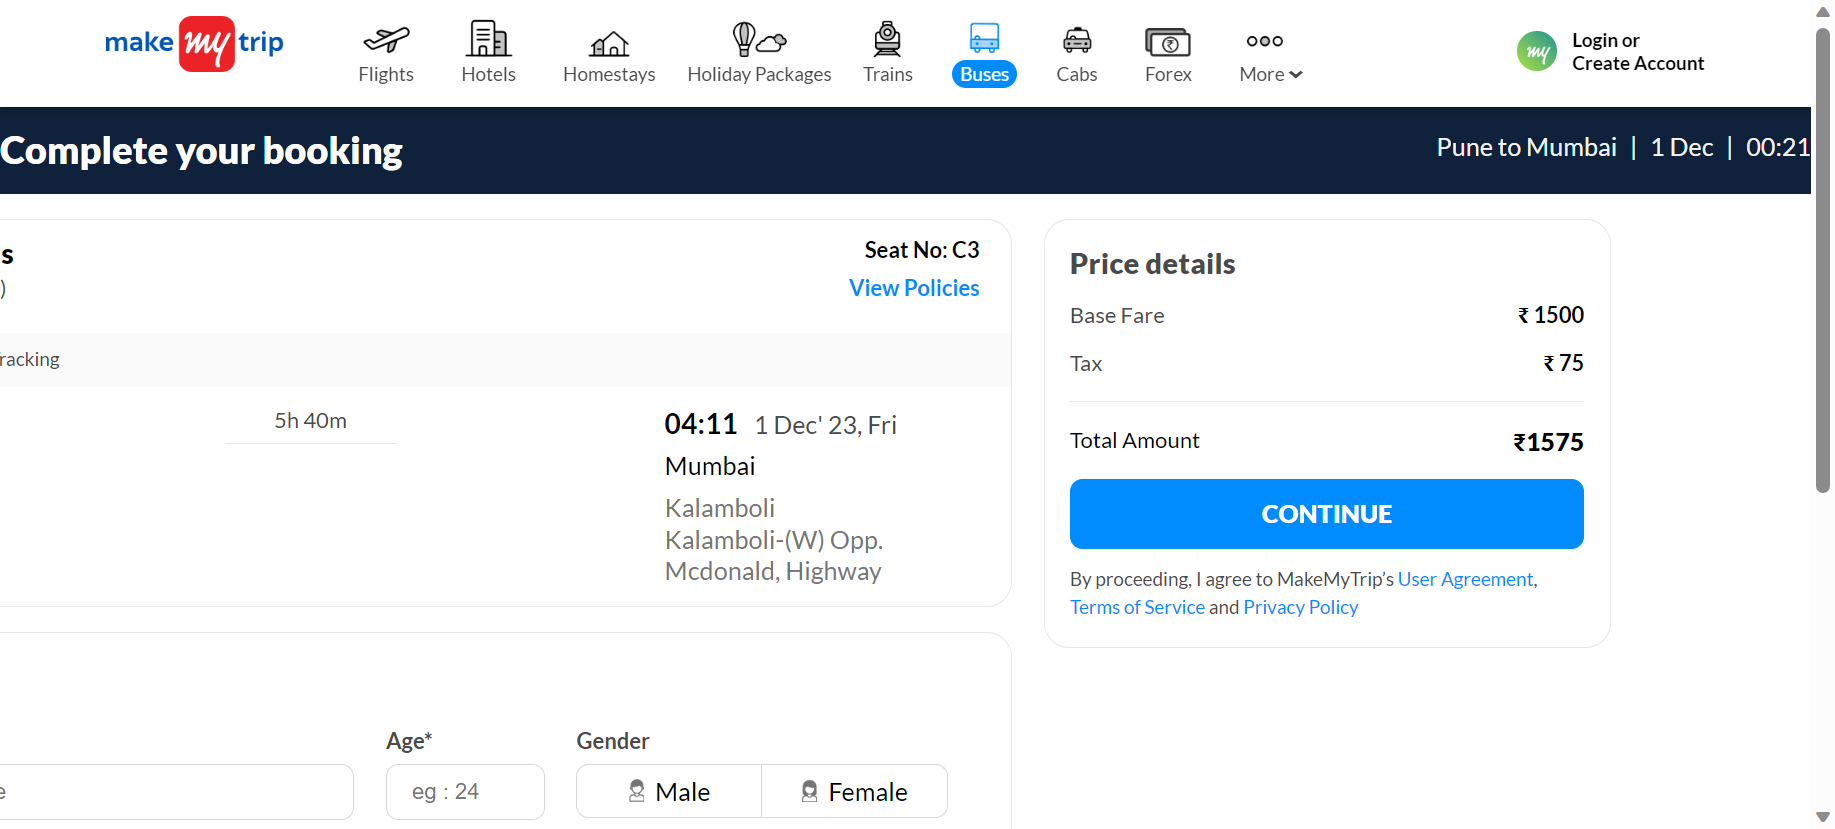 make my trip
Flights
Hotels
Homestays
Holiday Packages
Trains
Buses
Cabs
Forex
More
my
Login or
Create Account
Complete your booking
Pune to Mumbai | 1 Dec | 00:21
s
)
Seat No: C3
View Policies
racking
5h 40m
04:11 1 Dec' 23, Fri
Mumbai
Kalamboli
Kalamboli-(W) Opp.
Mcdonald, Highway
Price details
Base Fare ₹ 1500
Tax ₹ 75
Total Amount ₹1575
CONTINUE
By proceeding, I agree to MakeMyTrip's User Agreement,
Terms of Service and Privacy Policy
Age*
Gender
e
eg : 24
Male
Female